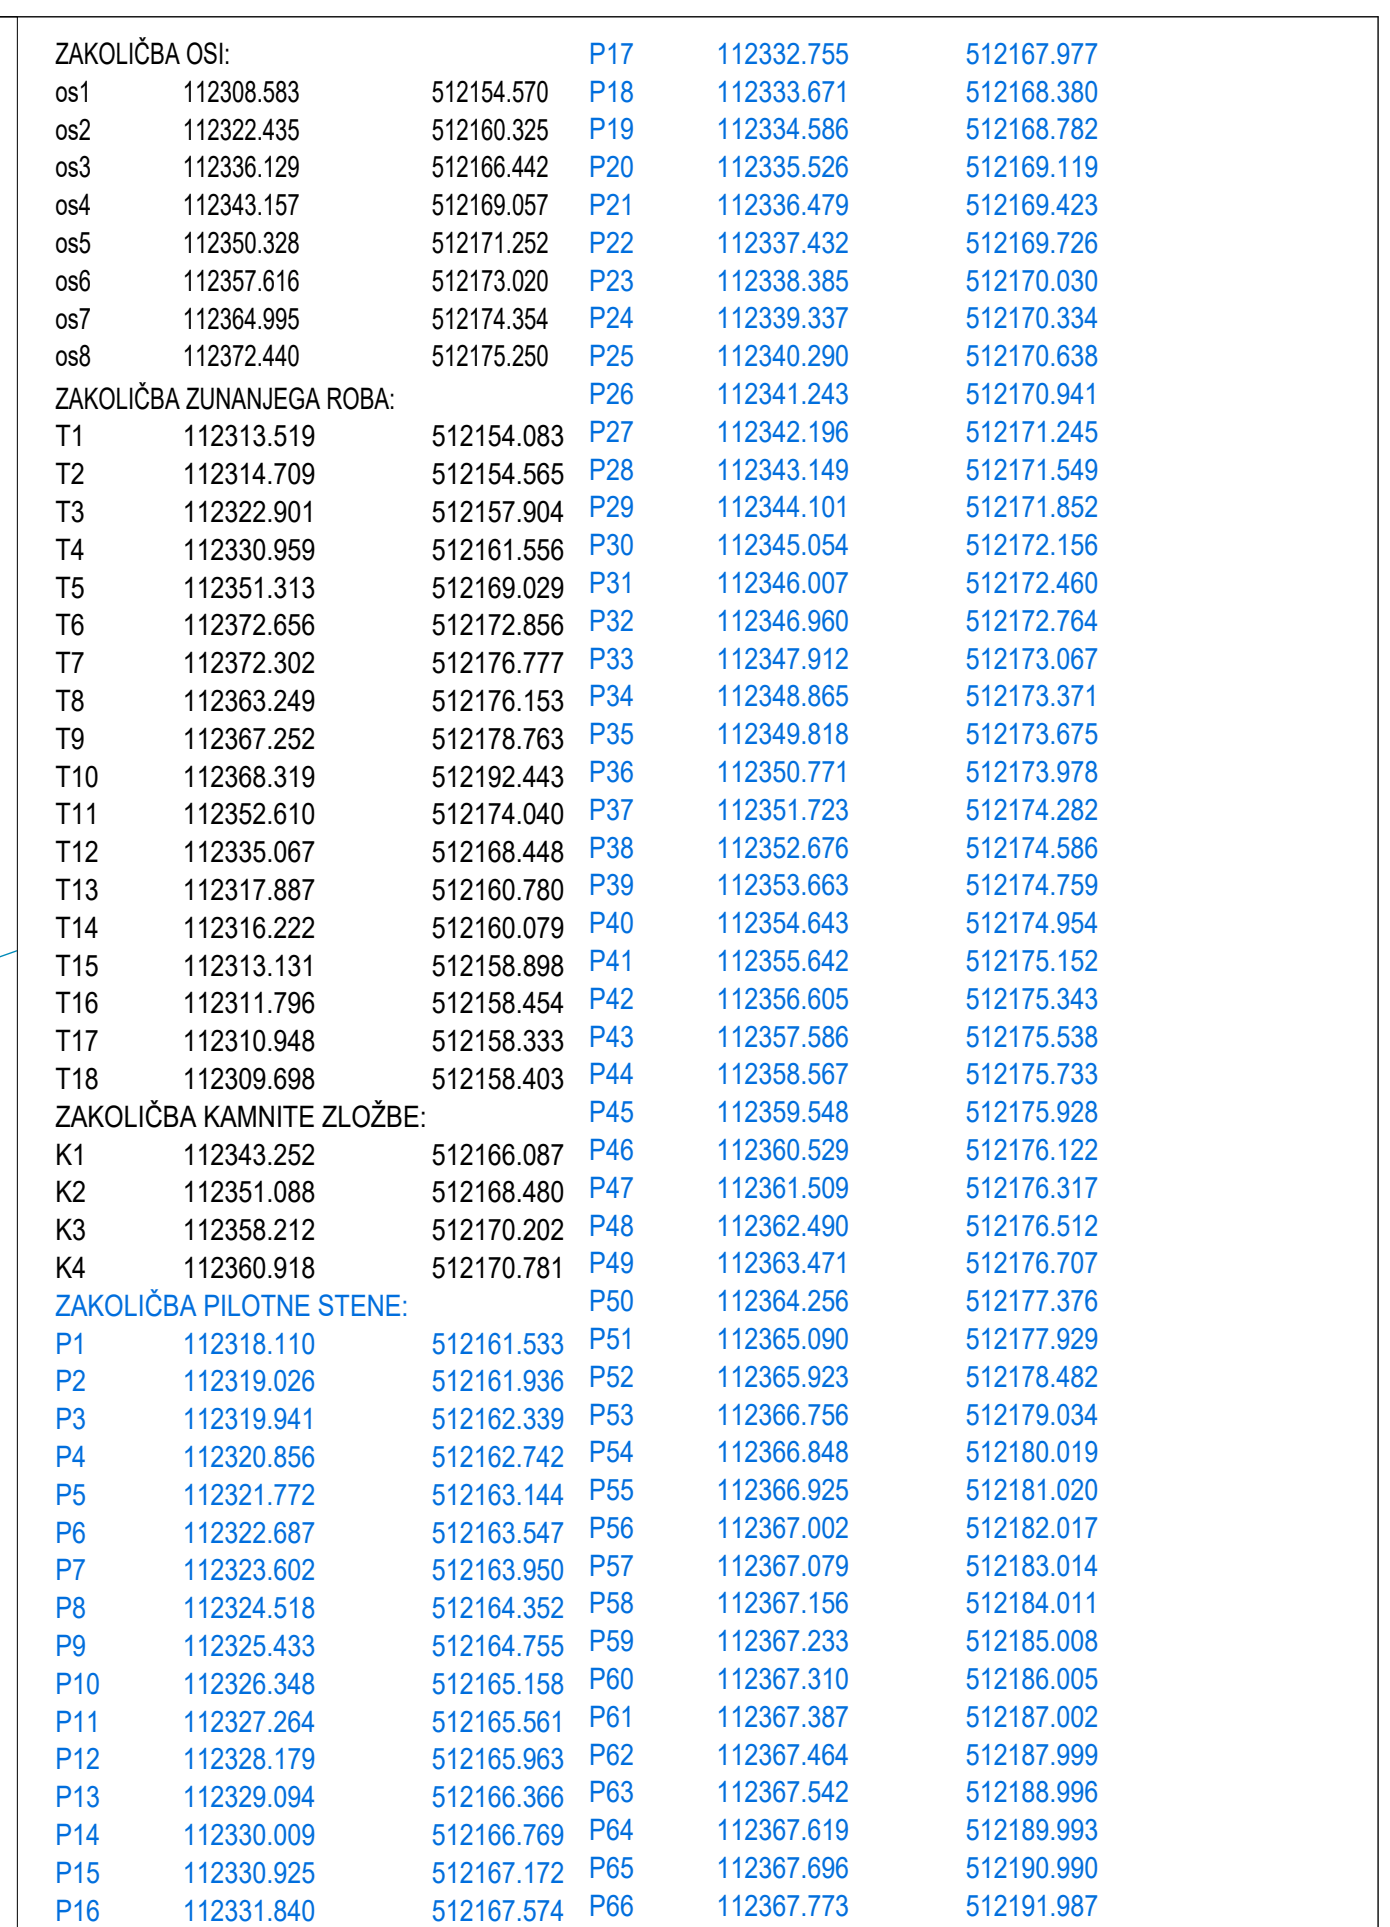 ZAKOLIČBA OSI:
os1 112308.583 512154.570
os2 112322.435 512160.325
os3 112336.129 512166.442
os4 112343.157 512169.057
os5 112350.328 512171.252
os6 112357.616 512173.020
os7 112364.995 512174.354
os8 112372.440 512175.250
ZAKOLIČBA ZUNANJEGA ROBA:
T1 112313.519 512154.083
T2 112314.709 512154.565
T3 112322.901 512157.904
T4 112330.959 512161.556
T5 112351.313 512169.029
T6 112372.656 512172.856
T7 112372.302 512176.777
T8 112363.249 512176.153
T9 112367.252 512178.763
T10 112368.319 512192.443
T11 112352.610 512174.040
T12 112335.067 512168.448
T13 112317.887 512160.780
T14 112316.222 512160.079
T15 112313.131 512158.898
T16 112311.796 512158.454
T17 112310.948 512158.333
T18 112309.698 512158.403
ZAKOLIČBA KAMNITE ZLOŽBE:
K1 112343.252 512166.087
K2 112351.088 512168.480
K3 112358.212 512170.202
K4 112360.918 512170.781
ZAKOLIČBA PILOTNE STENE:
P1 112318.110 512161.533
P2 112319.026 512161.936
P3 112319.941 512162.339
P4 112320.856 512162.742
P5 112321.772 512163.144
P6 112322.687 512163.547
P7 112323.602 512163.950
P8 112324.518 512164.352
P9 112325.433 512164.755
P10 112326.348 512165.158
P11 112327.264 512165.561
P12 112328.179 512165.963
P13 112329.094 512166.366
P14 112330.009 512166.769
P15 112330.925 512167.172
P16 112331.840 512167.574
P17 112332.755 512167.977
P18 112333.671 512168.380
P19 112334.586 512168.782
P20 112335.526 512169.119
P21 112336.479 512169.423
P22 112337.432 512169.726
P23 112338.385 512170.030
P24 112339.337 512170.334
P25 112340.290 512170.638
P26 112341.243 512170.941
P27 112342.196 512171.245
P28 112343.149 512171.549
P29 112344.101 512171.852
P30 112345.054 512172.156
P31 112346.007 512172.460
P32 112346.960 512172.764
P33 112347.912 512173.067
P34 112348.865 512173.371
P35 112349.818 512173.675
P36 112350.771 512173.978
P37 112351.723 512174.282
P38 112352.676 512174.586
P39 112353.663 512174.759
P40 112354.643 512174.954
P41 112355.642 512175.152
P42 112356.605 512175.343
P43 112357.586 512175.538
P44 112358.567 512175.733
P45 112359.548 512175.928
P46 112360.529 512176.122
P47 112361.509 512176.317
P48 112362.490 512176.512
P49 112363.471 512176.707
P50 112364.256 512177.376
P51 112365.090 512177.929
P52 112365.923 512178.482
P53 112366.756 512179.034
P54 112366.848 512180.019
P55 112366.925 512181.020
P56 112367.002 512182.017
P57 112367.079 512183.014
P58 112367.156 512184.011
P59 112367.233 512185.008
P60 112367.310 512186.005
P61 112367.387 512187.002
P62 112367.464 512187.999
P63 112367.542 512188.996
P64 112367.619 512189.993
P65 112367.696 512190.990
P66 112367.773 512191.987